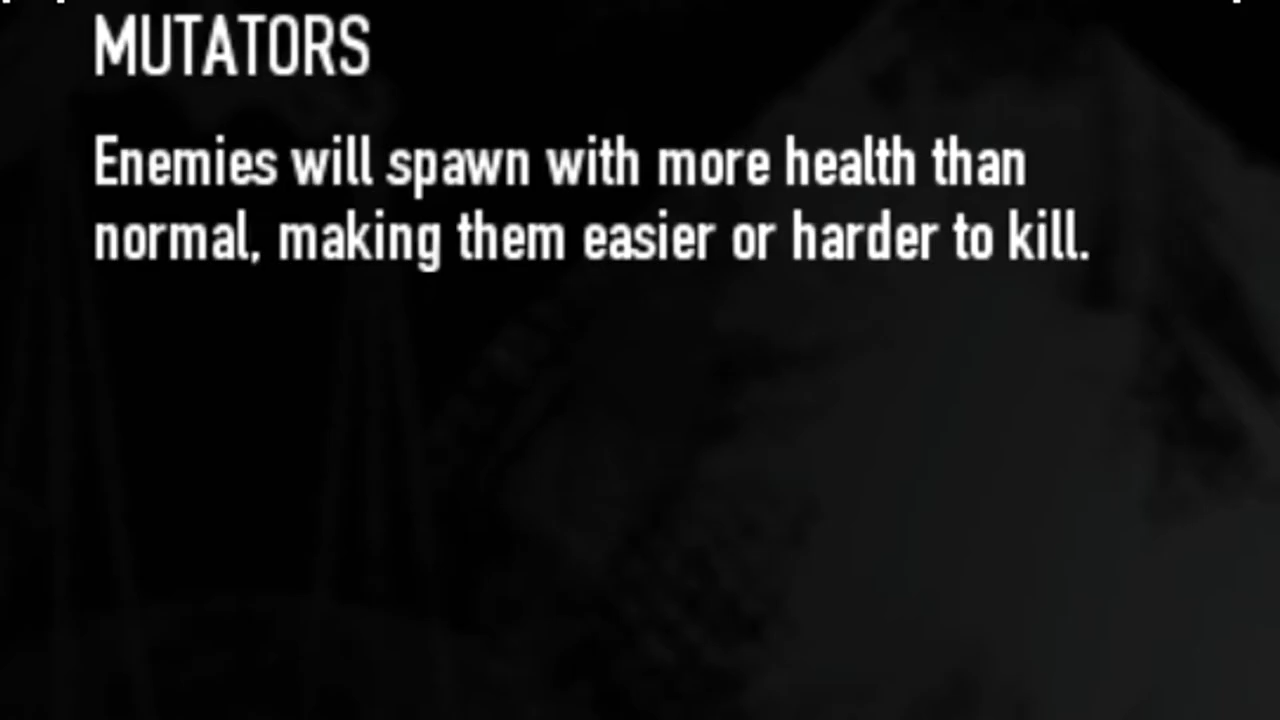 MUTATORS
Enemies will spawn with more health than
normal, making them easier or harder to kill.